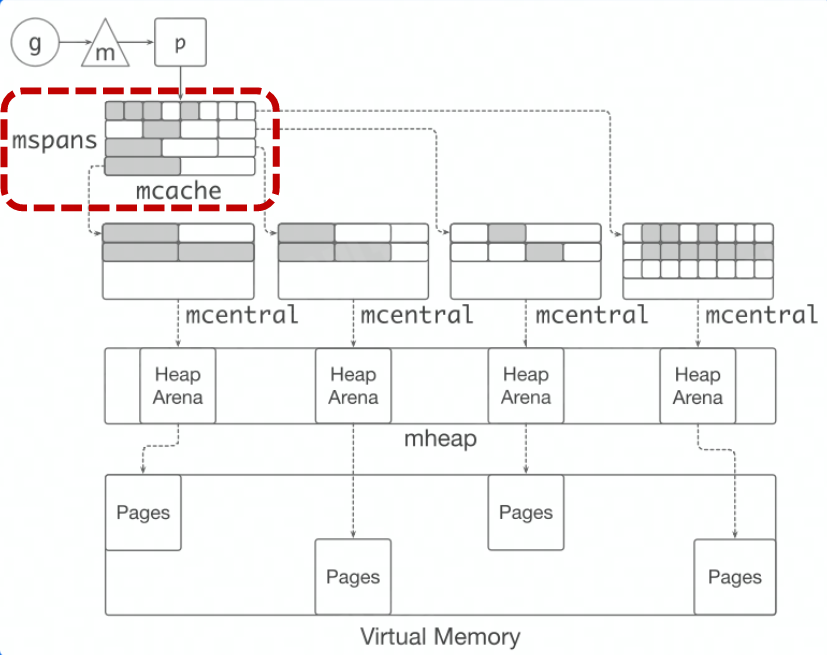 g
m
p
mspans
mcache
mcentral
mcentral
mcentral
mcentral
Heap
Arena
Heap
Arena
Heap
Arena
Heap
Arena
mheap
Pages
Pages
Pages
Pages
Virtual Memory